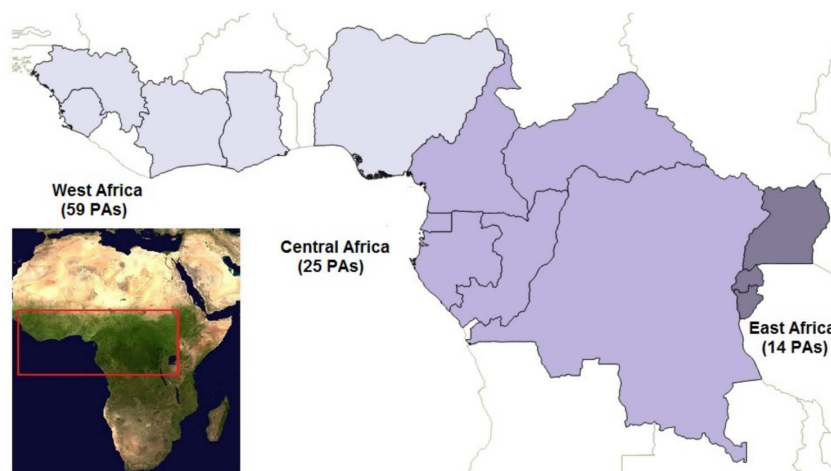 West Africa
(59 PAs)
Central Africa
(25 PAs)
East Africa
(14 PAs)